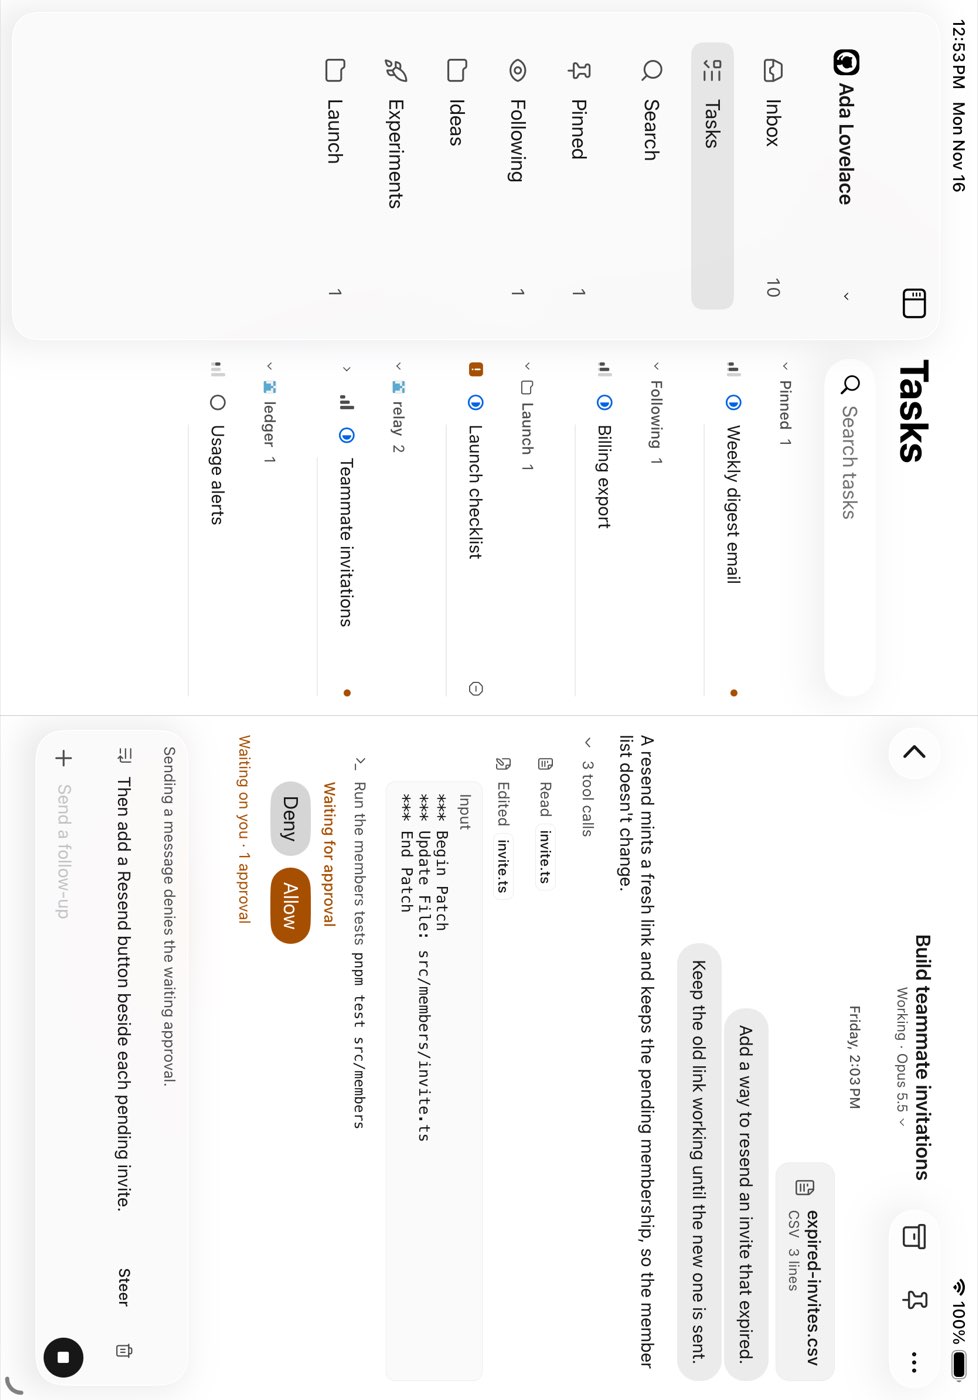 12:53 PM Mon Nov 16
100%
Ada Lovelace
Inbox 10
Tasks
Search
Pinned 1
Following 1
Ideas
Experiments
Launch 1
Tasks
Search tasks
Pinned 1
Weekly digest email
Following 1
Billing export
Launch 1
Launch checklist
relay 2
Teammate invitations
ledger 1
Usage alerts
Build teammate invitations
Working · Opus 5.5
Friday, 2:03 PM
expired-invites.csv
CSV 3 lines
Add a way to resend an invite that expired.
Keep the old link working until the new one is sent.
A resend mints a fresh link and keeps the pending membership, so the member
list doesn't change.
3 tool calls
Read invite.ts
Edited invite.ts
Input
*** Begin Patch
*** Update File: src/members/invite.ts
*** End Patch
Run the members tests pnpm test src/members
Waiting for approval
Deny Allow
Waiting on you · 1 approval
Sending a message denies the waiting approval.
Then add a Resend button beside each pending invite. Steer
Send a follow-up